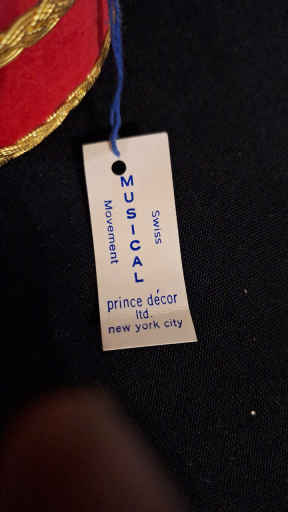 MUSICAL
Swiss
Movement
prince décor
ltd.
new york city